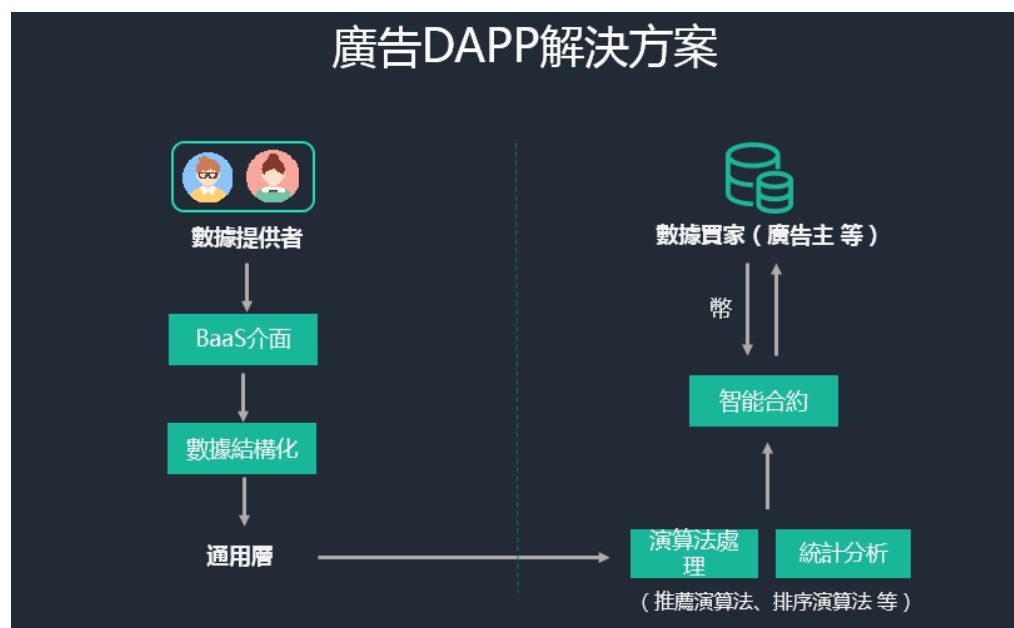 廣告DAPP解決方案
數據提供者
BaaS介面
數據結構化
通用層
數據買家（廣告主 等）
幣
智能合約
演算法處
理
統計分析
（推薦演算法、排序演算法 等）